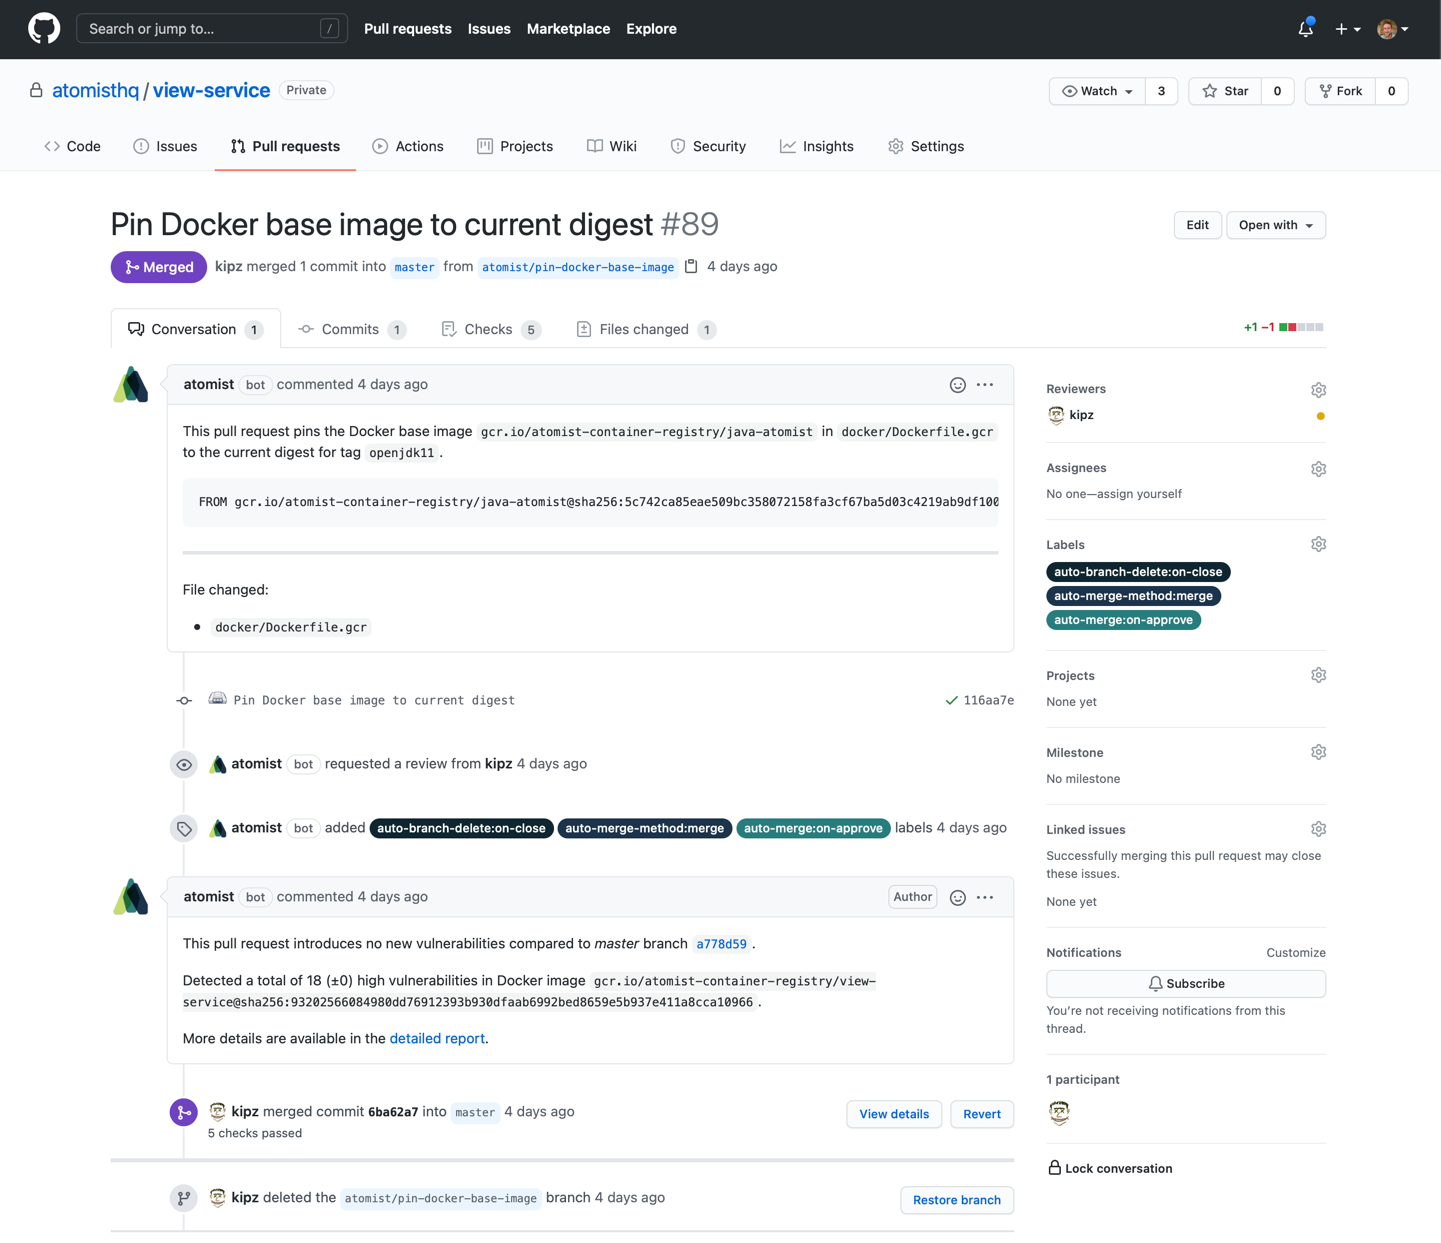 Search or jump to... /
Pull requests Issues Marketplace Explore
atomisthq / view-service Private
Watch 3 Star 0 Fork 0
Code Issues Pull requests Actions Projects Wiki Security Insights Settings
Pin Docker base image to current digest #89
Edit Open with
Merged kipz merged 1 commit into master from atomist/pin-docker-base-image 4 days ago
Conversation 1 Commits 1 Checks 5 Files changed 1
+1 −1
atomist bot commented 4 days ago
This pull request pins the Docker base image gcr.io/atomist-container-registry/java-atomist in docker/Dockerfile.gcr
to the current digest for tag openjdk11 .
FROM gcr.io/atomist-container-registry/java-atomist@sha256:5c742ca85eae509bc358072158fa3cf67ba5d03c4219ab9df100
File changed:
• docker/Dockerfile.gcr
Pin Docker base image to current digest 116aa7e
atomist bot requested a review from kipz 4 days ago
atomist bot added auto-branch-delete:on-close auto-merge-method:merge auto-merge:on-approve labels 4 days ago
atomist bot commented 4 days ago Author
This pull request introduces no new vulnerabilities compared to master branch a778d59 .
Detected a total of 18 (±0) high vulnerabilities in Docker image gcr.io/atomist-container-registry/view-
service@sha256:93202566084980dd76912393b930dfaab6992bed8659e5b937e411a8cca10966 .
More details are available in the detailed report.
kipz merged commit 6ba62a7 into master 4 days ago
5 checks passed
View details Revert
kipz deleted the atomist/pin-docker-base-image branch 4 days ago
Restore branch
Reviewers
kipz
Assignees
No one—assign yourself
Labels
auto-branch-delete:on-close
auto-merge-method:merge
auto-merge:on-approve
Projects
None yet
Milestone
No milestone
Linked issues
Successfully merging this pull request may close
these issues.
None yet
Notifications Customize
Subscribe
You're not receiving notifications from this
thread.
1 participant
Lock conversation